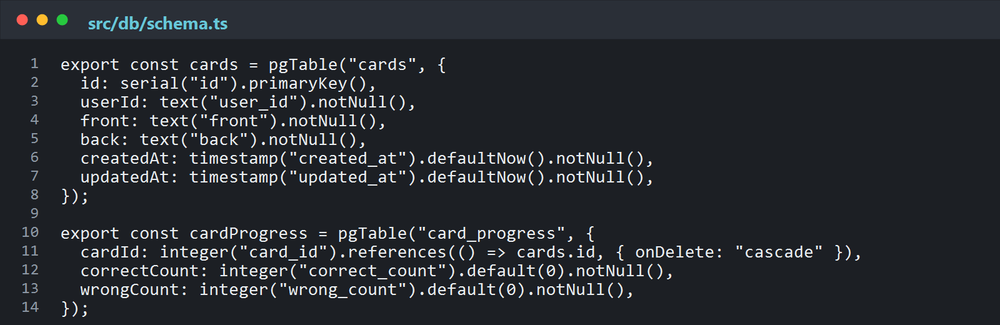 src/db/schema.ts
1 export const cards = pgTable("cards", {
2   id: serial("id").primaryKey(),
3   userId: text("user_id").notNull(),
4   front: text("front").notNull(),
5   back: text("back").notNull(),
6   createdAt: timestamp("created_at").defaultNow().notNull(),
7   updatedAt: timestamp("updated_at").defaultNow().notNull(),
8 });
9
10 export const cardProgress = pgTable("card_progress", {
11   cardId: integer("card_id").references(() => cards.id, { onDelete: "cascade" }),
12   correctCount: integer("correct_count").default(0).notNull(),
13   wrongCount: integer("wrong_count").default(0).notNull(),
14 });